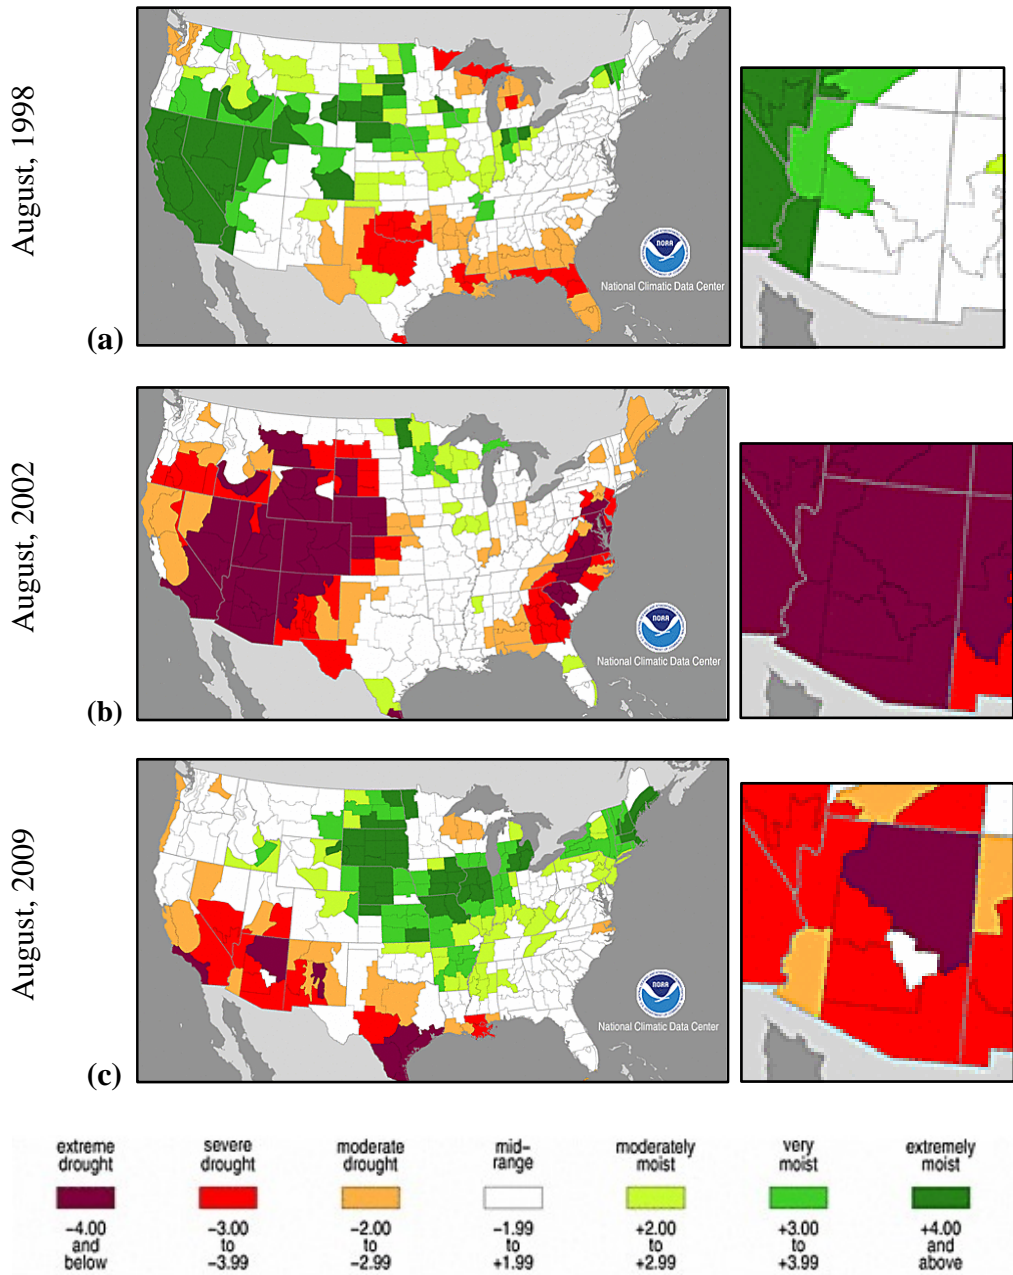 August, 1998
NOAA
National Climatic Data Center
(a)
August, 2002
NOAA
National Climatic Data Center
(b)
August, 2009
NOAA
National Climatic Data Center
(c)
extreme drought
severe drought
moderate drought
mid-range
moderately moist
very moist
extremely moist
-4.00 and below
-3.00 to -3.99
-2.00 to -2.99
-1.99 to +1.99
+2.00 to +2.99
+3.00 to +3.99
+4.00 and above